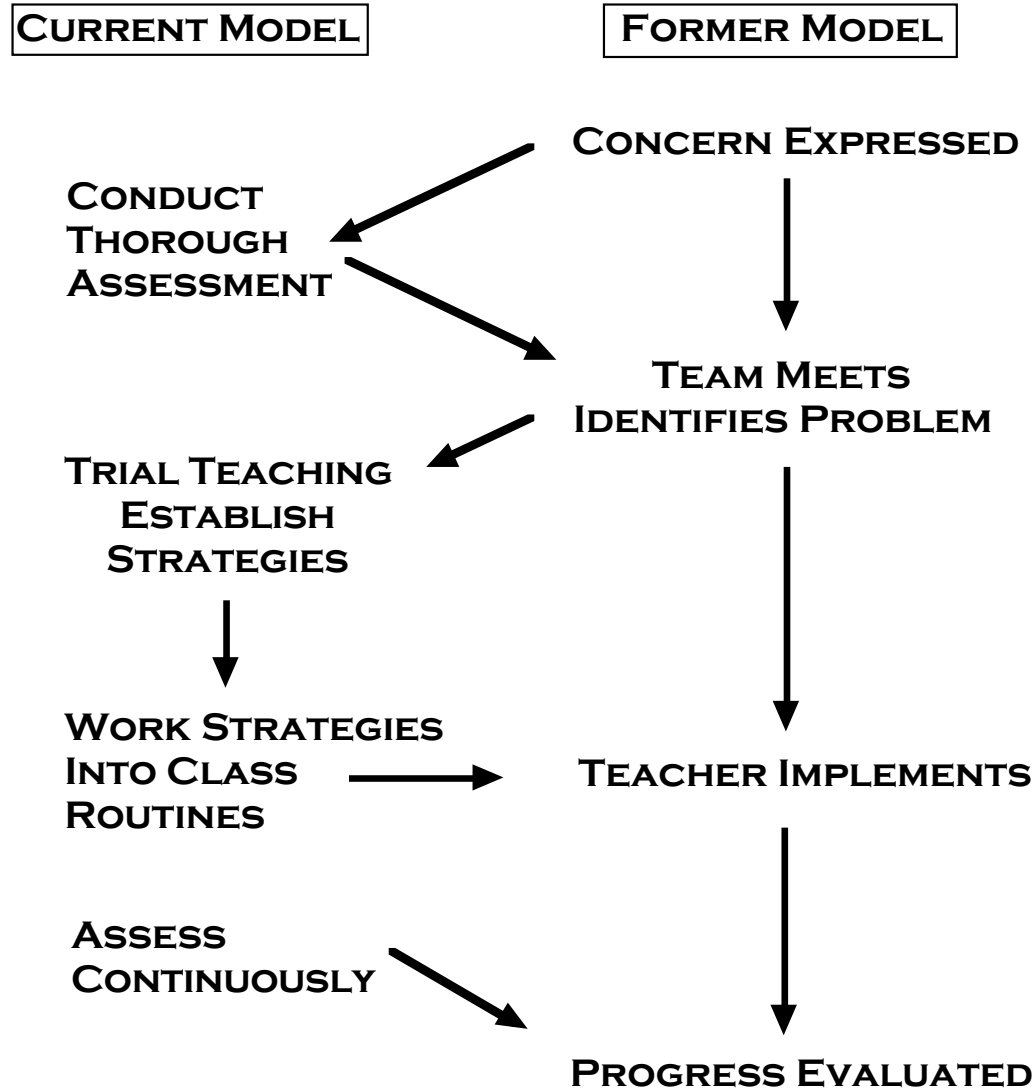 CURRENT MODEL
FORMER MODEL
CONCERN EXPRESSED
CONDUCT
THOROUGH
ASSESSMENT
TEAM MEETS
IDENTIFIES PROBLEM
TRIAL TEACHING
ESTABLISH
STRATEGIES
WORK STRATEGIES
INTO CLASS
ROUTINES
TEACHER IMPLEMENTS
ASSESS
CONTINUOUSLY
PROGRESS EVALUATED